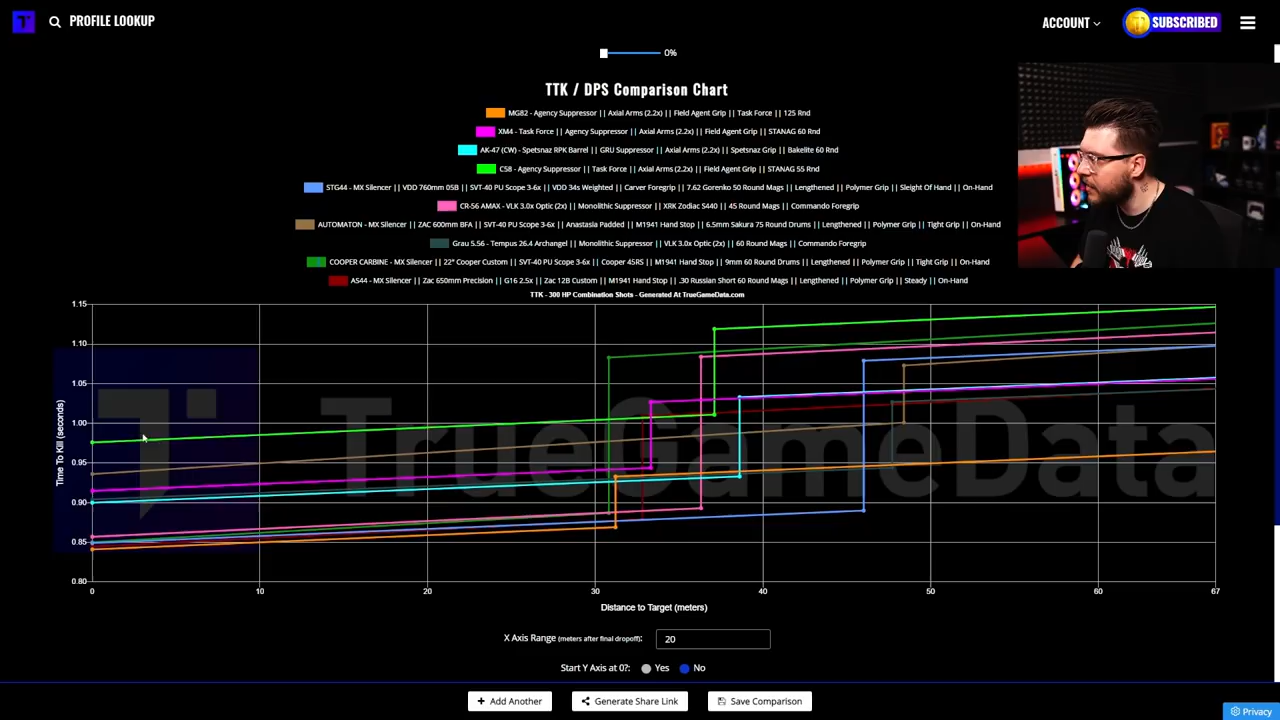 T PROFILE LOOKUP
ACCOUNT
SUBSCRIBED
0%
TTK / DPS Comparison Chart
MG82 - Agency Suppressor || Axial Arms (2.2x) || Field Agent Grip || Task Force || 125 Rnd
XM4 - Task Force || Agency Suppressor || Axial Arms (2.2x) || Field Agent Grip || STANAG 60 Rnd
AK-47 (CW) - Spetsnaz RPK Barrel || GRU Suppressor || Axial Arms (2.2x) || Spetsnaz Grip || Bakelite 60 Rnd
C58 - Agency Suppressor || Task Force || Axial Arms (2.2x) || Field Agent Grip || STANAG 55 Rnd
STG44 - MX Silencer || VDD 760mm 05B || SVT-40 PU Scope 3-6x || VDD 34s Weighted || Carver Foregrip || 7.62 Gorenko 50 Round Mags || Lengthened || Polymer Grip || Sleight Of Hand || On-Hand
CR-56 AMAX - VLK 3.0x Optic (2x) || Monolithic Suppressor || XRK Zodiac S440 || 45 Round Mags || Commando Foregrip
AUTOMATON - MX Silencer || ZAC 600mm BFA || SVT-40 PU Scope 3-6x || Anastasia Padded || M1941 Hand Stop || 6.5mm Sakura 75 Round Drums || Lengthened || Polymer Grip || Tight Grip || On-Hand
Grau 5.56 - Tempus 26.4 Archangel || Monolithic Suppressor || VLK 3.0x Optic (2x) || 60 Round Mags || Commando Foregrip
COOPER CARBINE - MX Silencer || 22" Cooper Custom || SVT-40 PU Scope 3-6x || Cooper 45RS || M1941 Hand Stop || 9mm 60 Round Drums || Lengthened || Polymer Grip || Tight Grip || On-Hand
AS44 - MX Silencer || Zac 650mm Precision || G16 2.5x || Zac 12B Custom || M1941 Hand Stop || .30 Russian Short 60 Round Mags || Lengthened || Polymer Grip || Steady || On-Hand
TTK - 300 HP Combination Shots - Generated At TrueGameData.com
1.15
1.10
1.05
1.00
0.95
0.90
0.85
0.80
Time To Kill (seconds)
TrueGameData
0 10 20 30 40 50 60 67
Distance to Target (meters)
X Axis Range (meters after final dropoff): 20
Start Y Axis at 0?: Yes No
+ Add Another
Generate Share Link
Save Comparison
Privacy